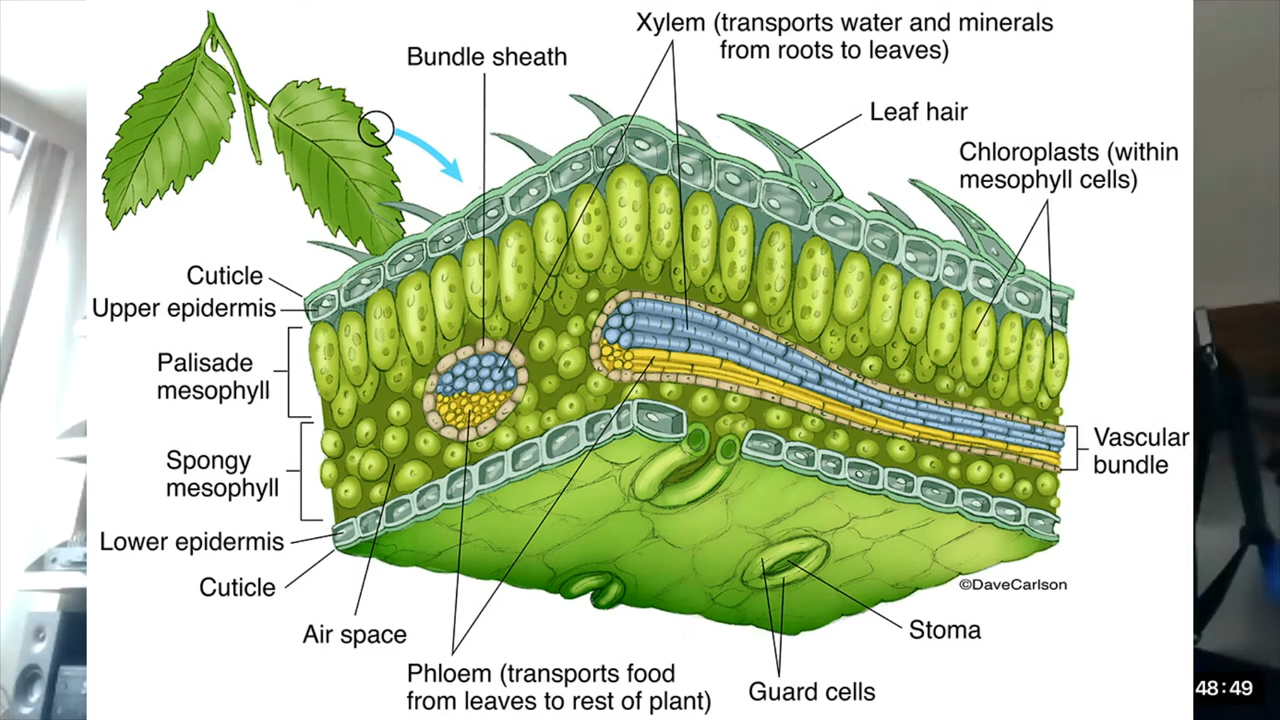 Xylem (transports water and minerals
from roots to leaves)
Bundle sheath
Leaf hair
Chloroplasts (within
mesophyll cells)
Cuticle
Upper epidermis
Palisade
mesophyll
Vascular
bundle
Spongy
mesophyll
Lower epidermis
Cuticle
©DaveCarlson
Air space
Stoma
Phloem (transports food
from leaves to rest of plant)
Guard cells
48:49